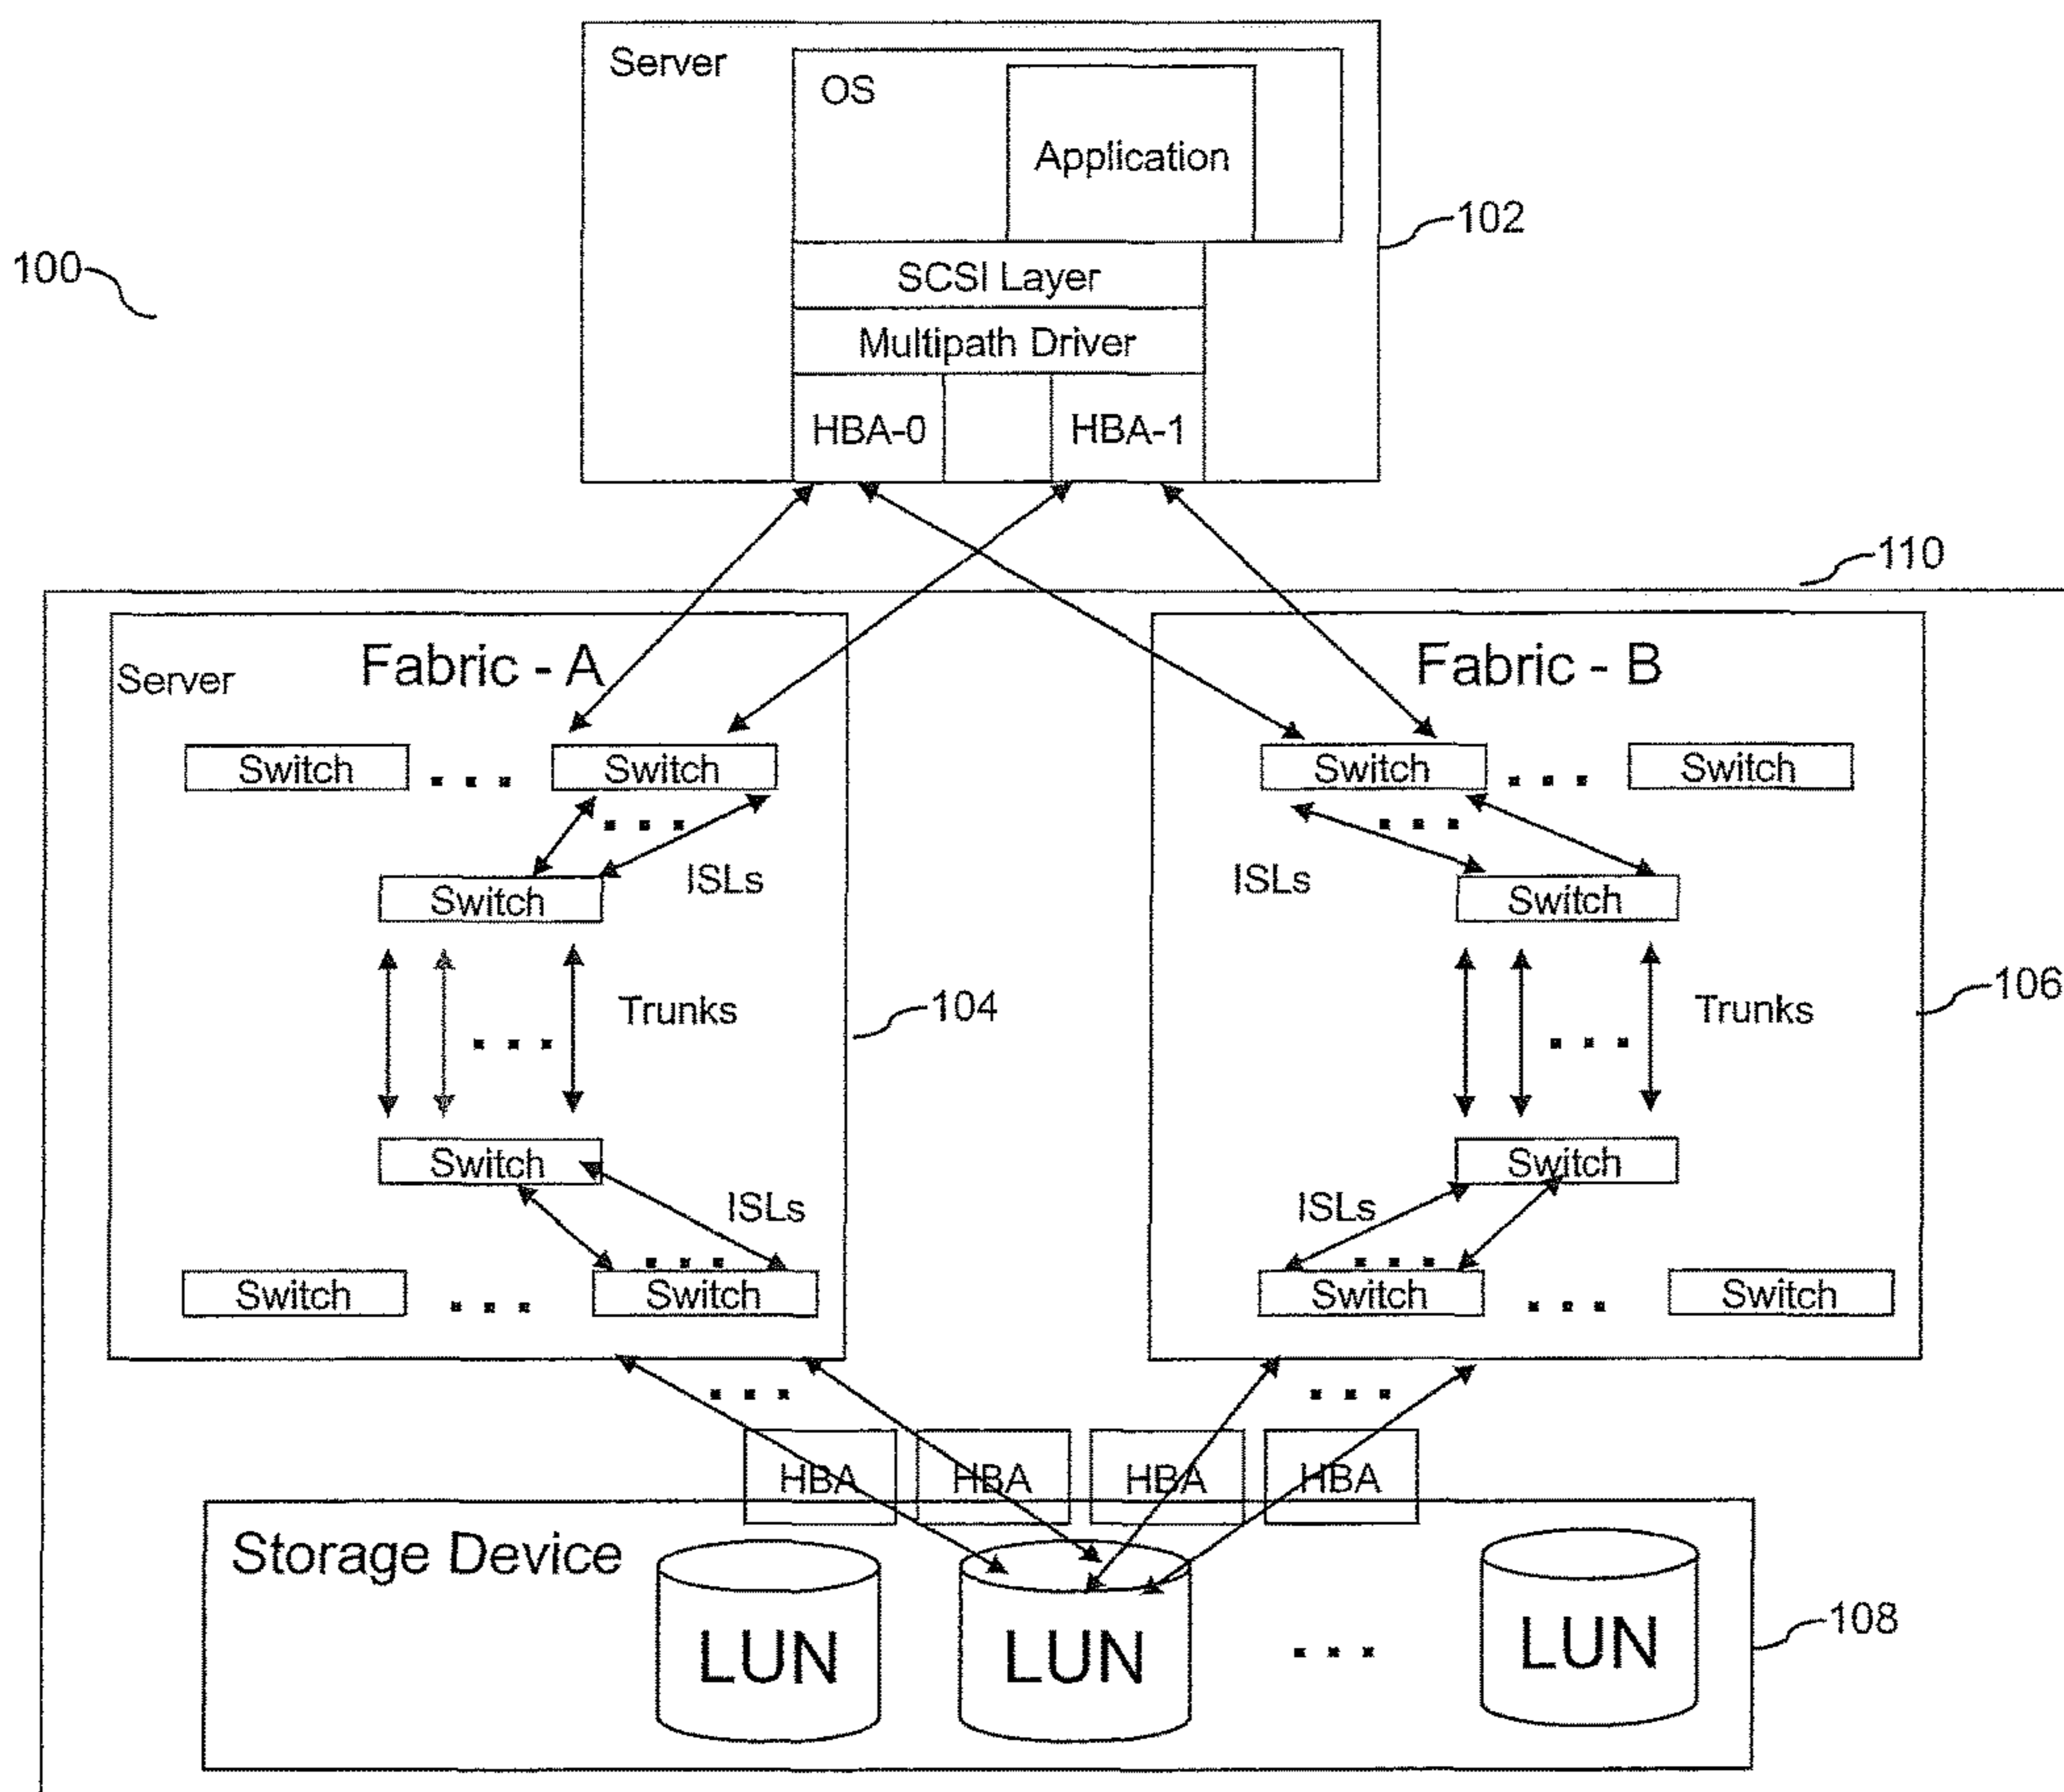 Server
OS
Application
102
100
SCSI Layer
Multipath Driver
HBA-0
HBA-1
110
Server
Fabric - A
Fabric - B
Switch
. . .
Switch
Switch
. . .
Switch
. . .
. . .
ISLs
ISLs
Switch
Switch
Trunks
104
Trunks
106
. . .
. . .
Switch
Switch
ISLs
ISLs
. . .
. . .
Switch
. . .
Switch
Switch
. . .
Switch
. . .
. . .
HBA
HBA
HBA
HBA
Storage Device
LUN
LUN
. . .
LUN
108